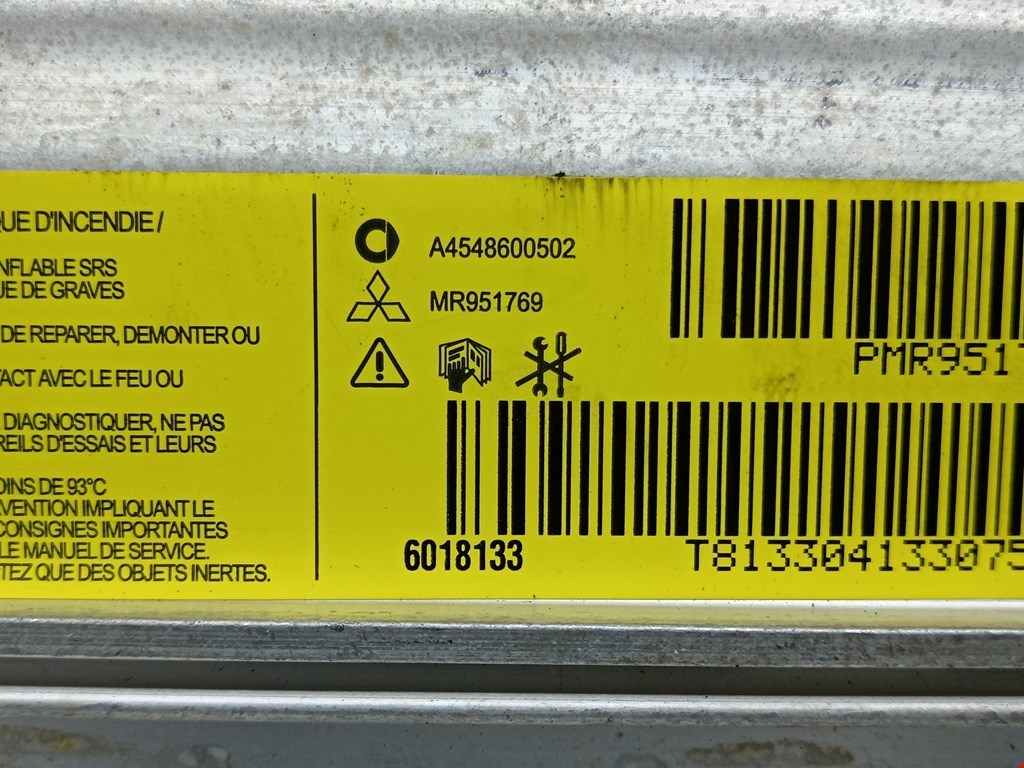 QUE D'INCENDIE /
NFLABLE SRS
UE DE GRAVES
DE REPARER, DEMONTER OU
TACT AVEC LE FEU OU
DIAGNOSTIQUER, NE PAS
REILS D'ESSAIS ET LEURS
OINS DE 93°C
VENTION IMPLIQUANT LE
CONSIGNES IMPORTANTES
LE MANUEL DE SERVICE.
TEZ QUE DES OBJETS INERTES.
A4548600502
MR951769
PMR9517
6018133
T813304133075